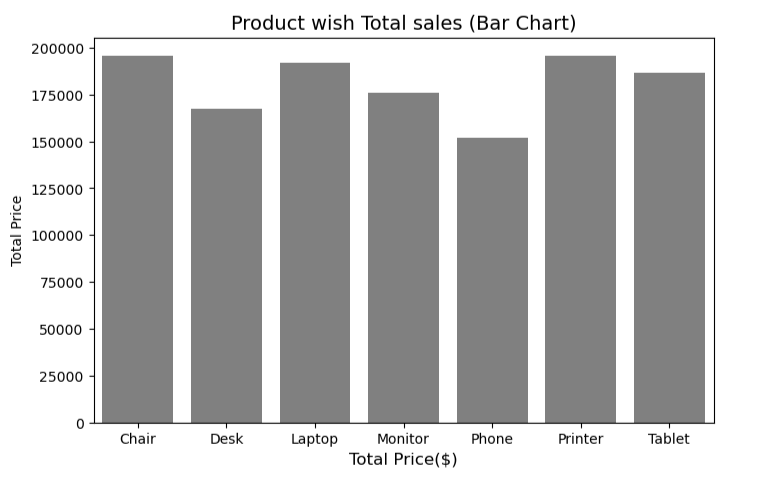 Product wish Total sales (Bar Chart)
Total Price
200000
175000
150000
125000
100000
75000
50000
25000
0
Chair Desk Laptop Monitor Phone Printer Tablet
Total Price($)